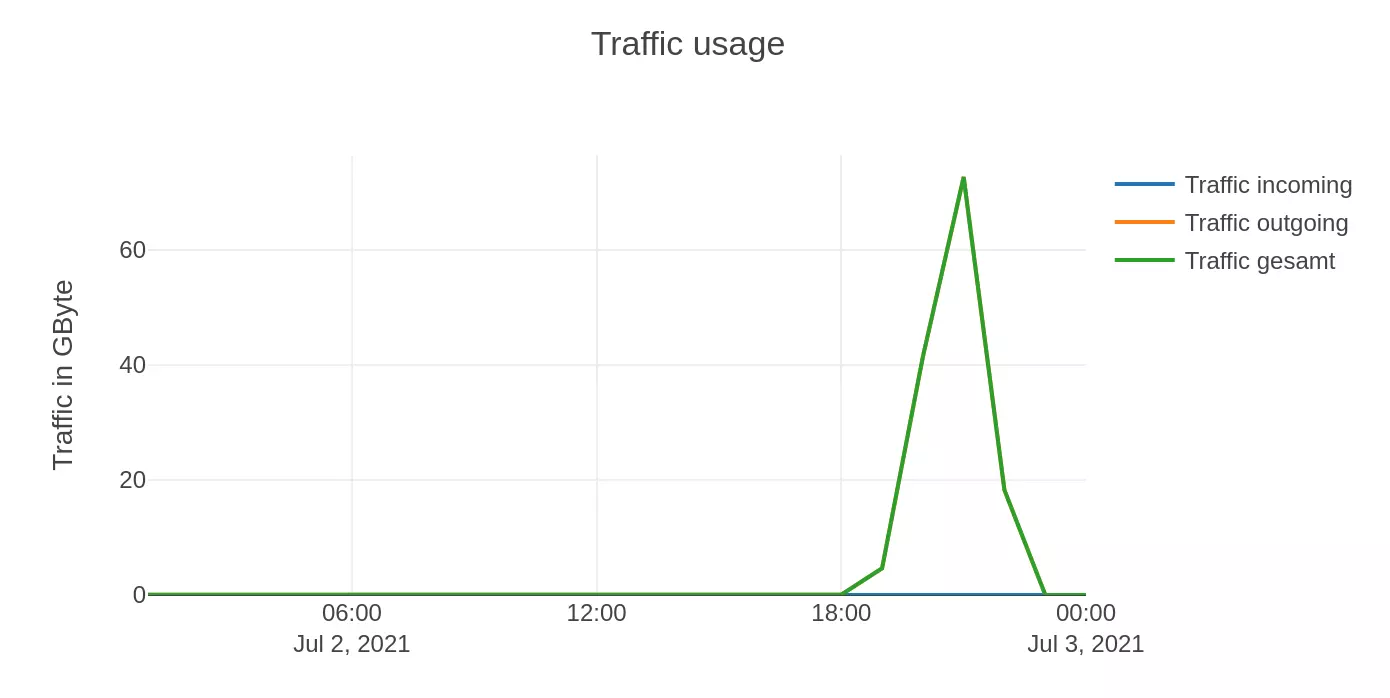 Traffic usage
Traffic in GByte
60
40
20
0
06:00
12:00
18:00
00:00
Jul 2, 2021
Jul 3, 2021
Traffic incoming
Traffic outgoing
Traffic gesamt